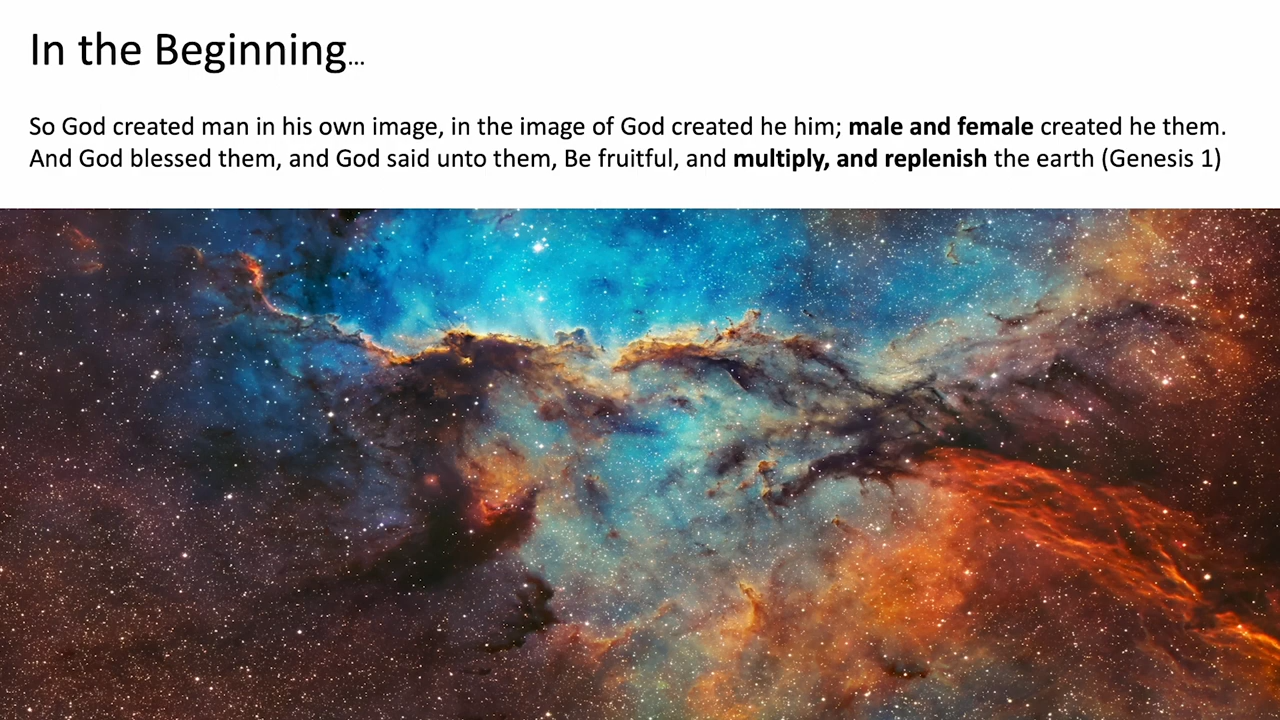 In the Beginning...
So God created man in his own image, in the image of God created he him; male and female created he them.
And God blessed them, and God said unto them, Be fruitful, and multiply, and replenish the earth (Genesis 1)